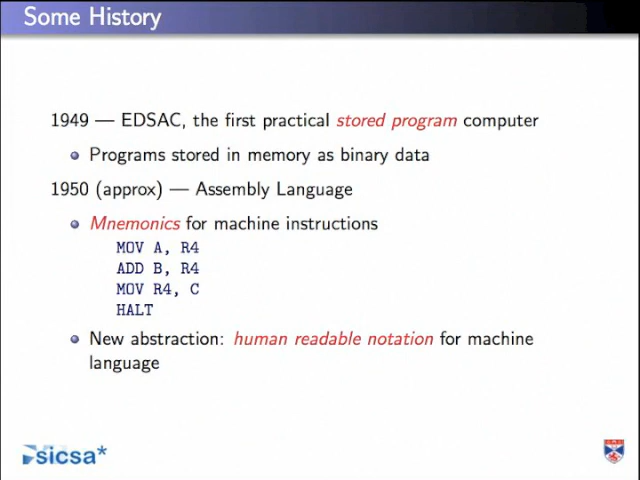 Some History
1949 — EDSAC, the first practical stored program computer
Programs stored in memory as binary data
1950 (approx) — Assembly Language
Mnemonics for machine instructions
MOV A, R4
ADD B, R4
MOV R4, C
HALT
New abstraction: human readable notation for machine
language
sicsa*